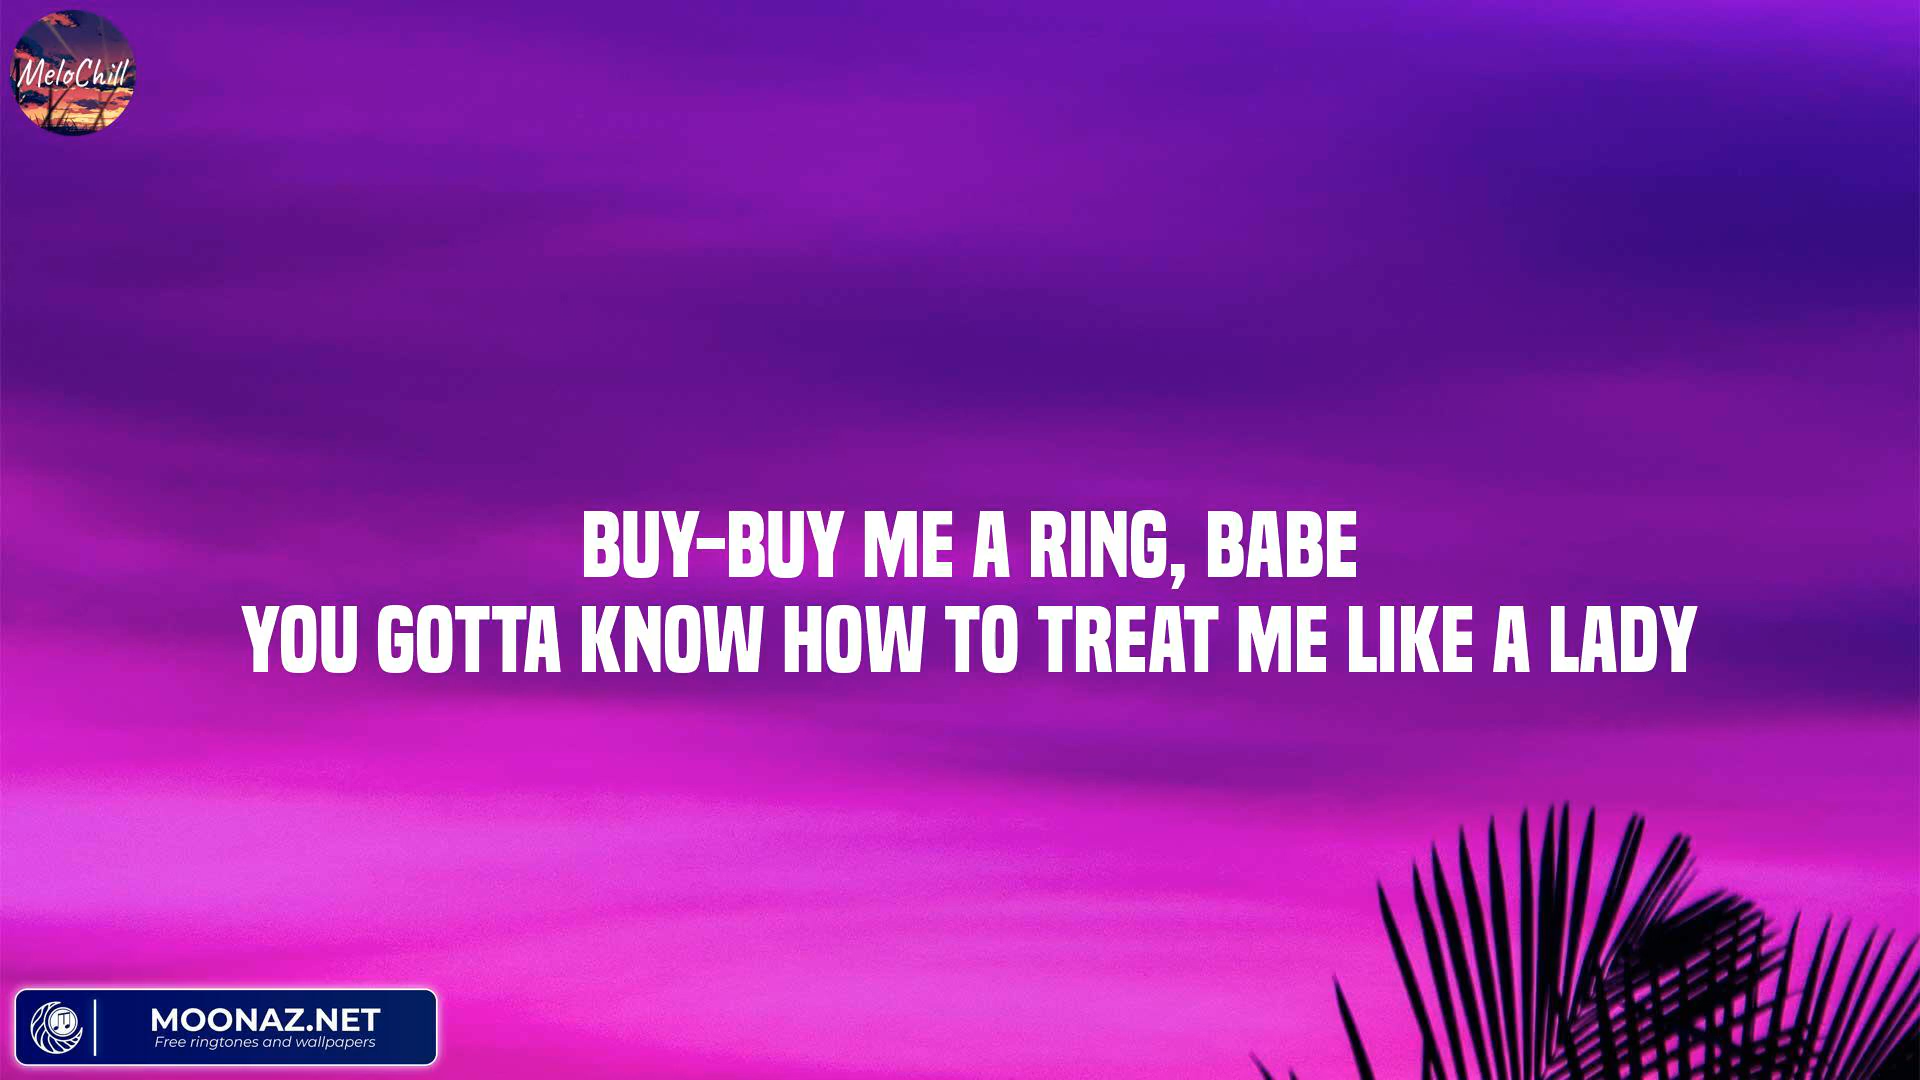 MeloChill
BUY-BUY ME A RING, BABE
YOU GOTTA KNOW HOW TO TREAT ME LIKE A LADY
MOONAZ.NET
Free ringtones and wallpapers